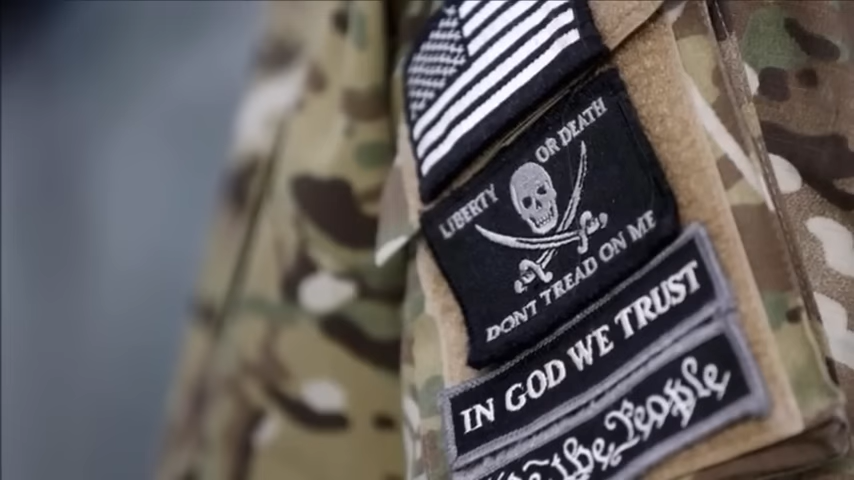 LIBERTY OR DEATH
DONT TREAD ON ME
IN GOD WE TRUST
We the People